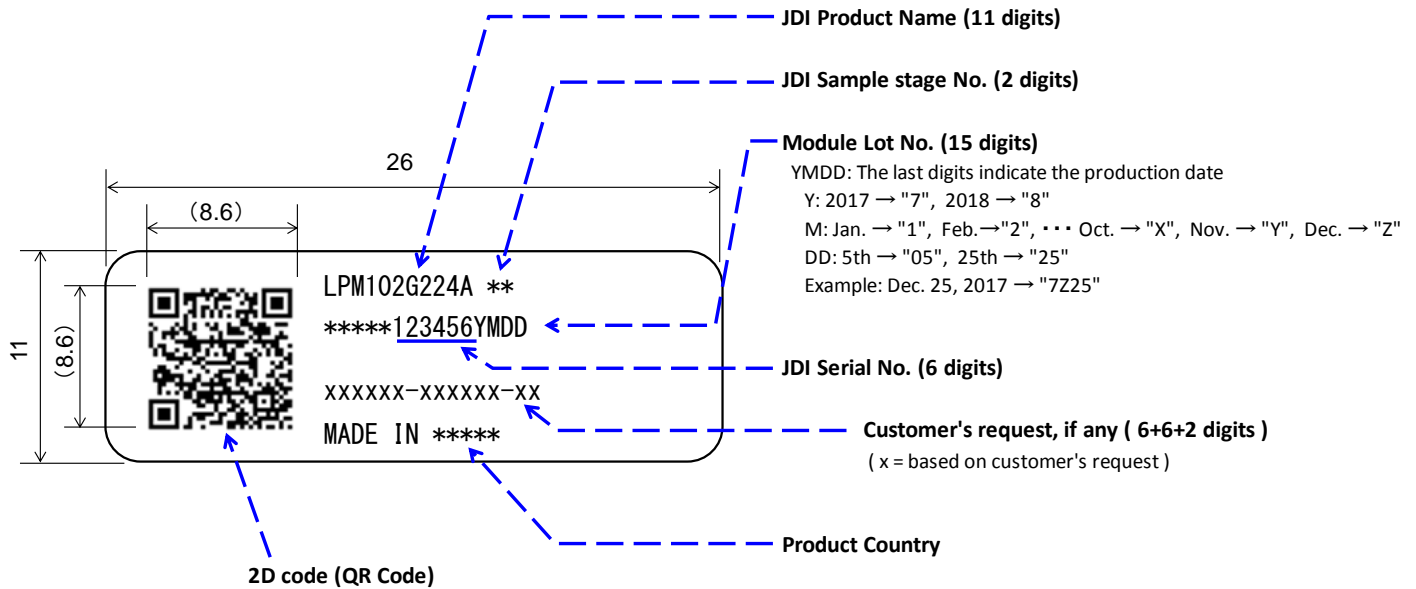 JDI Product Name (11 digits)
JDI Sample stage No. (2 digits)
Module Lot No. (15 digits)
YMDD: The last digits indicate the production date
Y: 2017 → "7", 2018 → "8"
M: Jan. → "1", Feb.→"2", ・・・ Oct. → "X", Nov. → "Y", Dec. → "Z"
DD: 5th → "05", 25th → "25"
Example: Dec. 25, 2017 → "7Z25"
26
(8.6)
11
(8.6)
LPM102G224A **
*****123456YMDD
xxxxxx-xxxxxx-xx
MADE IN *****
JDI Serial No. (6 digits)
Customer's request, if any ( 6+6+2 digits )
( x = based on customer's request )
Product Country
2D code (QR Code)